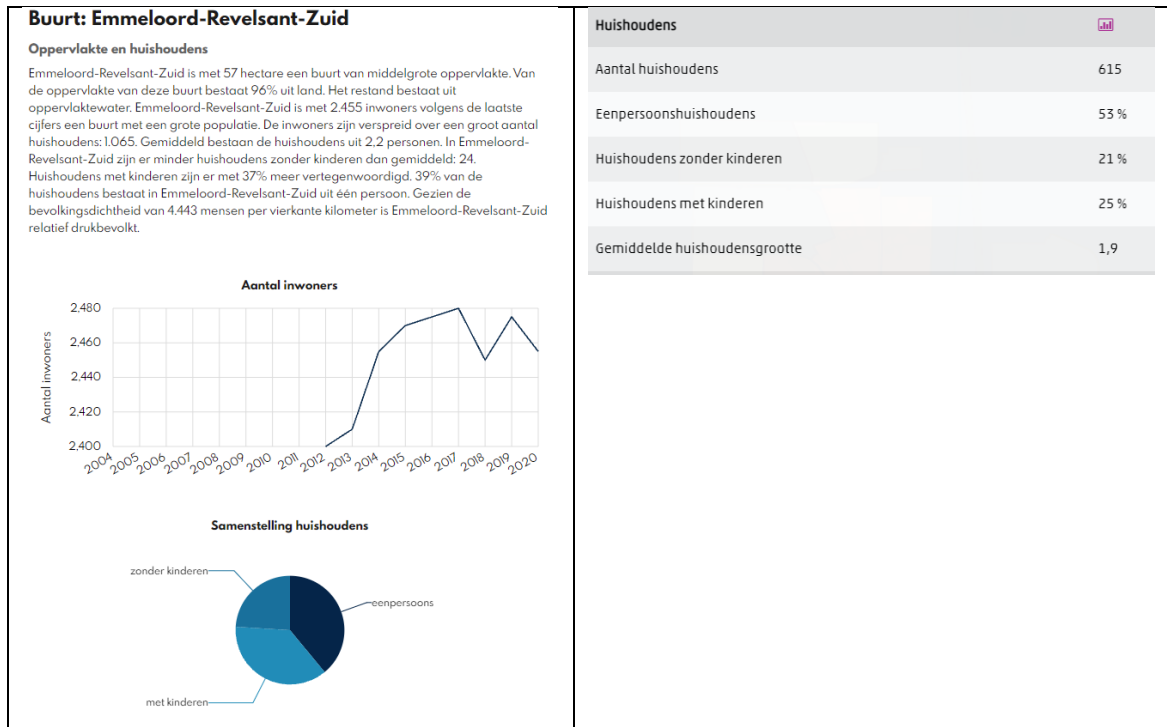 Buurt: Emmeloord-Revelsant-Zuid
Oppervlakte en huishoudens
Emmeloord-Revelsant-Zuid is met 57 hectare een buurt van middelgrote oppervlakte. Van
de oppervlakte van deze buurt bestaat 96% uit land. Het restand bestaat uit
oppervlaktewater. Emmeloord-Revelsant-Zuid is met 2.455 inwoners volgens de laatste
cijfers een buurt met een grote populatie. De inwoners zijn verspreid over een groot aantal
huishoudens: 1.065. Gemiddeld bestaan de huishoudens uit 2,2 personen. In Emmeloord-
Revelsant-Zuid zijn er minder huishoudens zonder kinderen dan gemiddeld: 24.
Huishoudens met kinderen zijn er met 37% meer vertegenwoordigd. 39% van de
huishoudens bestaat in Emmeloord-Revelsant-Zuid uit één persoon. Gezien de
bevolkingsdichtheid van 4.443 mensen per vierkante kilometer is Emmeloord-Revelsant-Zuid
relatief drukbevolkt.
Aantal inwoners
Aantal inwoners
2,480
2,460
2,440
2,420
2,400
2004 2005 2006 2007 2008 2009 2010 2011 2012 2013 2014 2015 2016 2017 2018 2019 2020
Samenstelling huishoudens
zonder kinderen
eenpersoons
met kinderen
Huishoudens
Aantal huishoudens 615
Eenpersoonshuishoudens 53 %
Huishoudens zonder kinderen 21 %
Huishoudens met kinderen 25 %
Gemiddelde huishoudensgrootte 1,9